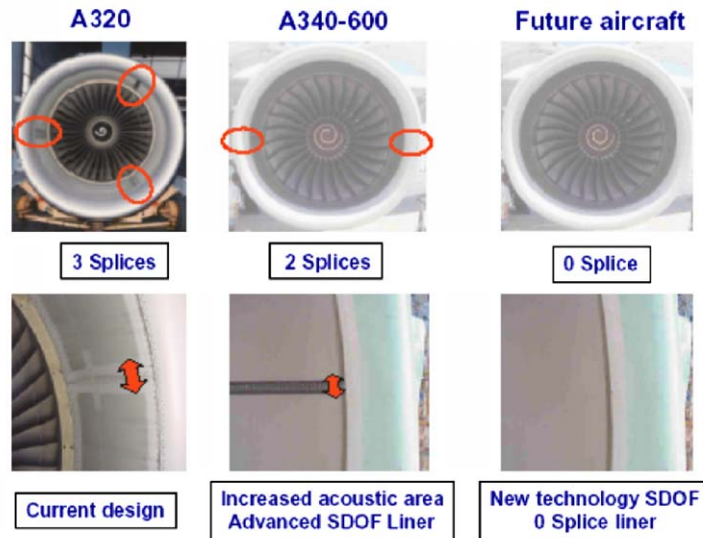 A320
A340-600
Future aircraft
3 Splices
2 Splices
0 Splice
Current design
Increased acoustic area
Advanced SDOF Liner
New technology SDOF
0 Splice liner